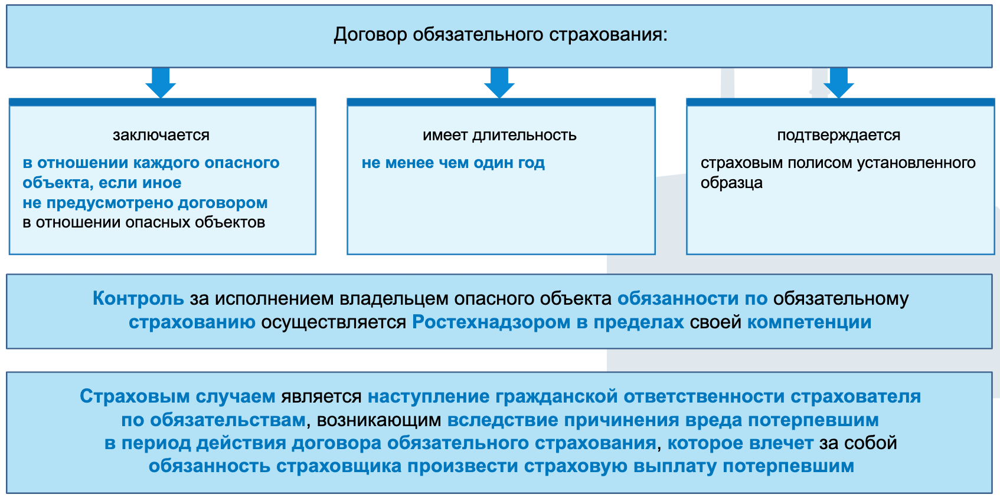 Договор обязательного страхования:
заключается
в отношении каждого опасного
объекта, если иное
не предусмотрено договором
в отношении опасных объектов
имеет длительность
не менее чем один год
подтверждается
страховым полисом установленного
образца
Контроль за исполнением владельцем опасного объекта обязанности по обязательному
страхованию осуществляется Ростехнадзором в пределах своей компетенции
Страховым случаем является наступление гражданской ответственности страхователя
по обязательствам, возникающим вследствие причинения вреда потерпевшим
в период действия договора обязательного страхования, которое влечет за собой
обязанность страховщика произвести страховую выплату потерпевшим